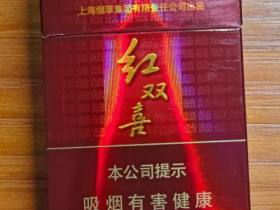 上海烟草集团有限责任公司出品
红双喜
本公司提示
吸烟有害健康